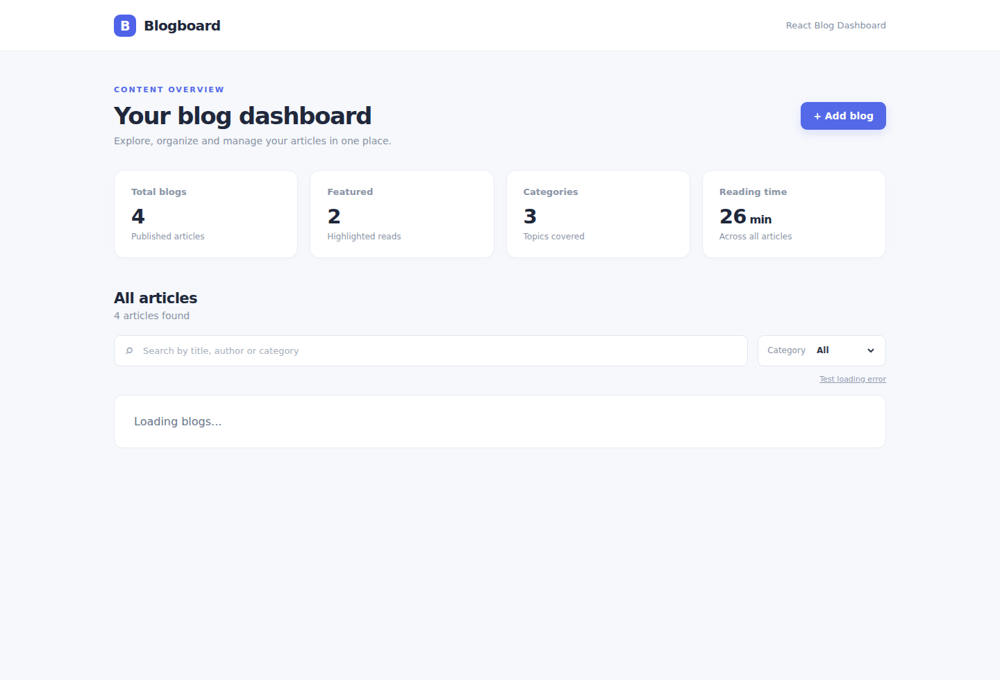 B Blogboard
React Blog Dashboard
CONTENT OVERVIEW
Your blog dashboard
+ Add blog
Explore, organize and manage your articles in one place.
Total blogs
4
Published articles
Featured
2
Highlighted reads
Categories
3
Topics covered
Reading time
26 min
Across all articles
All articles
4 articles found
Search by title, author or category
Category All
Test loading error
Loading blogs...